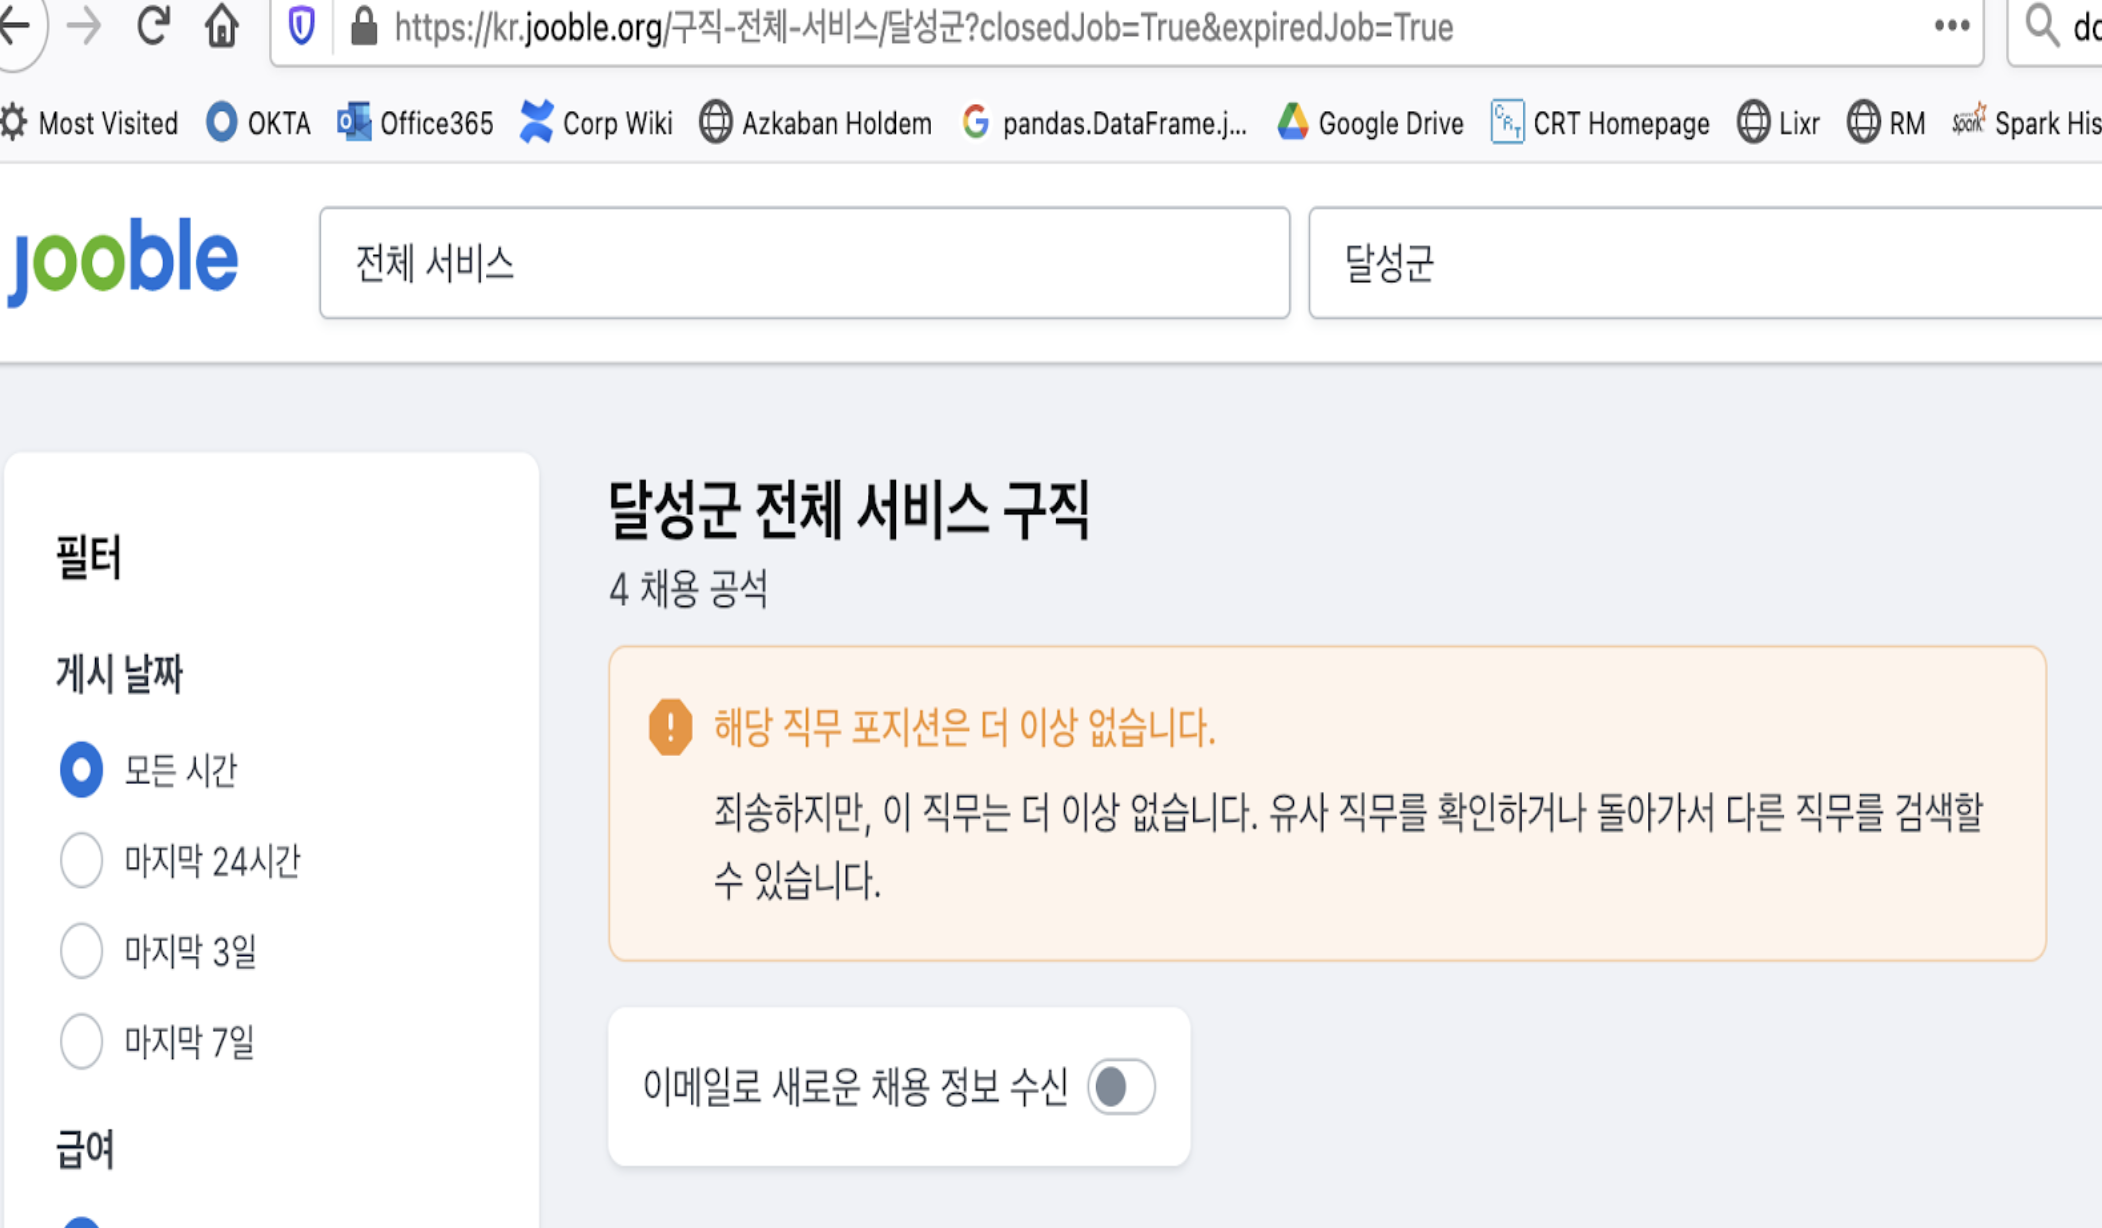 https://kr.jooble.org/구직-전체-서비스/달성군?closedJob=True&expiredJob=True
Most Visited OKTA Office365 Corp Wiki Azkaban Holdem pandas.DataFrame.j... Google Drive CRT Homepage Lixr RM Spark His
jooble 전체 서비스 달성군
달성군 전체 서비스 구직
4 채용 공석
필터
게시 날짜
모든 시간
마지막 24시간
마지막 3일
마지막 7일
급여
해당 직무 포지션은 더 이상 없습니다.
죄송하지만, 이 직무는 더 이상 없습니다. 유사 직무를 확인하거나 돌아가서 다른 직무를 검색할
수 있습니다.
이메일로 새로운 채용 정보 수신